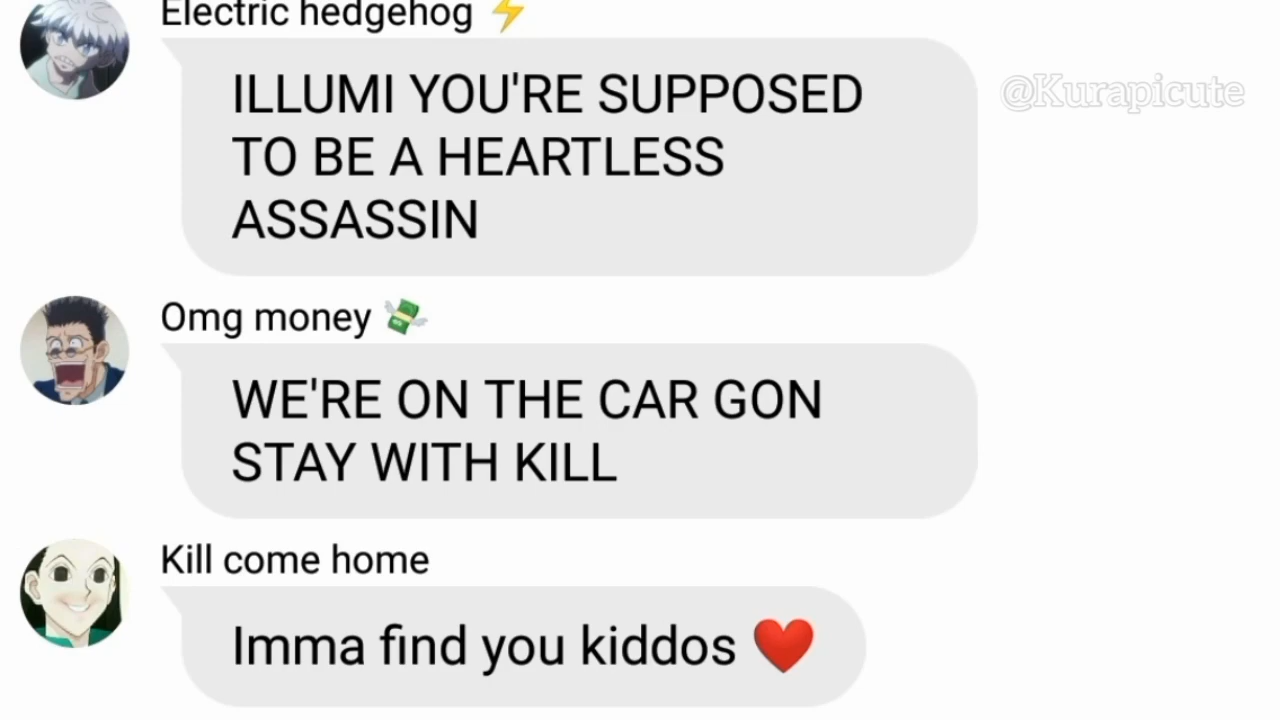 Electric hedgehog ⚡
@Kurapicute
ILLUMI YOU'RE SUPPOSED
TO BE A HEARTLESS
ASSASSIN
Omg money 💸
WE'RE ON THE CAR GON
STAY WITH KILL
Kill come home
Imma find you kiddos ❤️